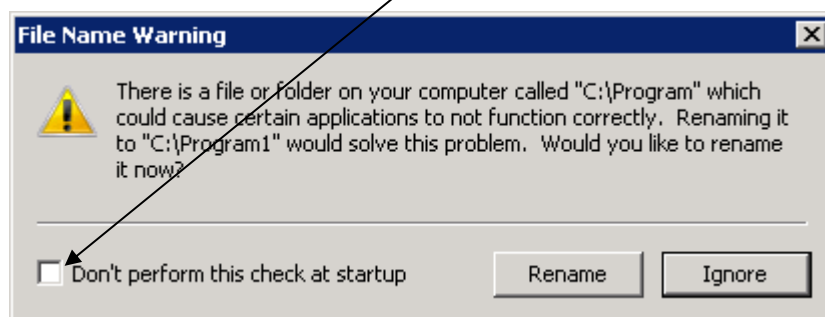 File Name Warning
There is a file or folder on your computer called "C:\Program" which
could cause certain applications to not function correctly.  Renaming it
to "C:\Program1" would solve this problem.  Would you like to rename
it now?
Don't perform this check at startup
Rename
Ignore